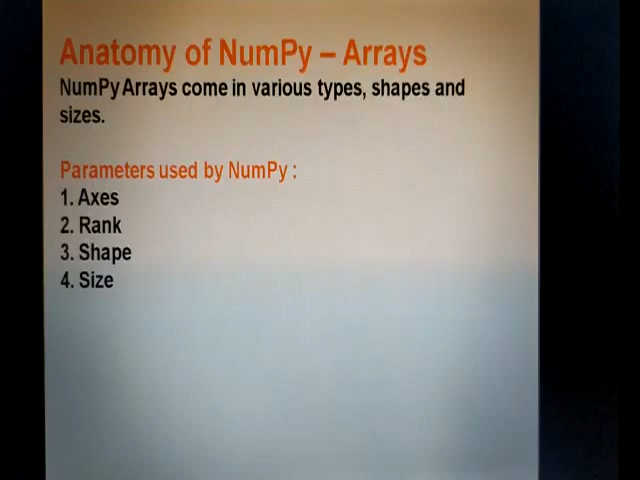 Anatomy of NumPy – Arrays
NumPy Arrays come in various types, shapes and
sizes.
Parameters used by NumPy :
1. Axes
2. Rank
3. Shape
4. Size